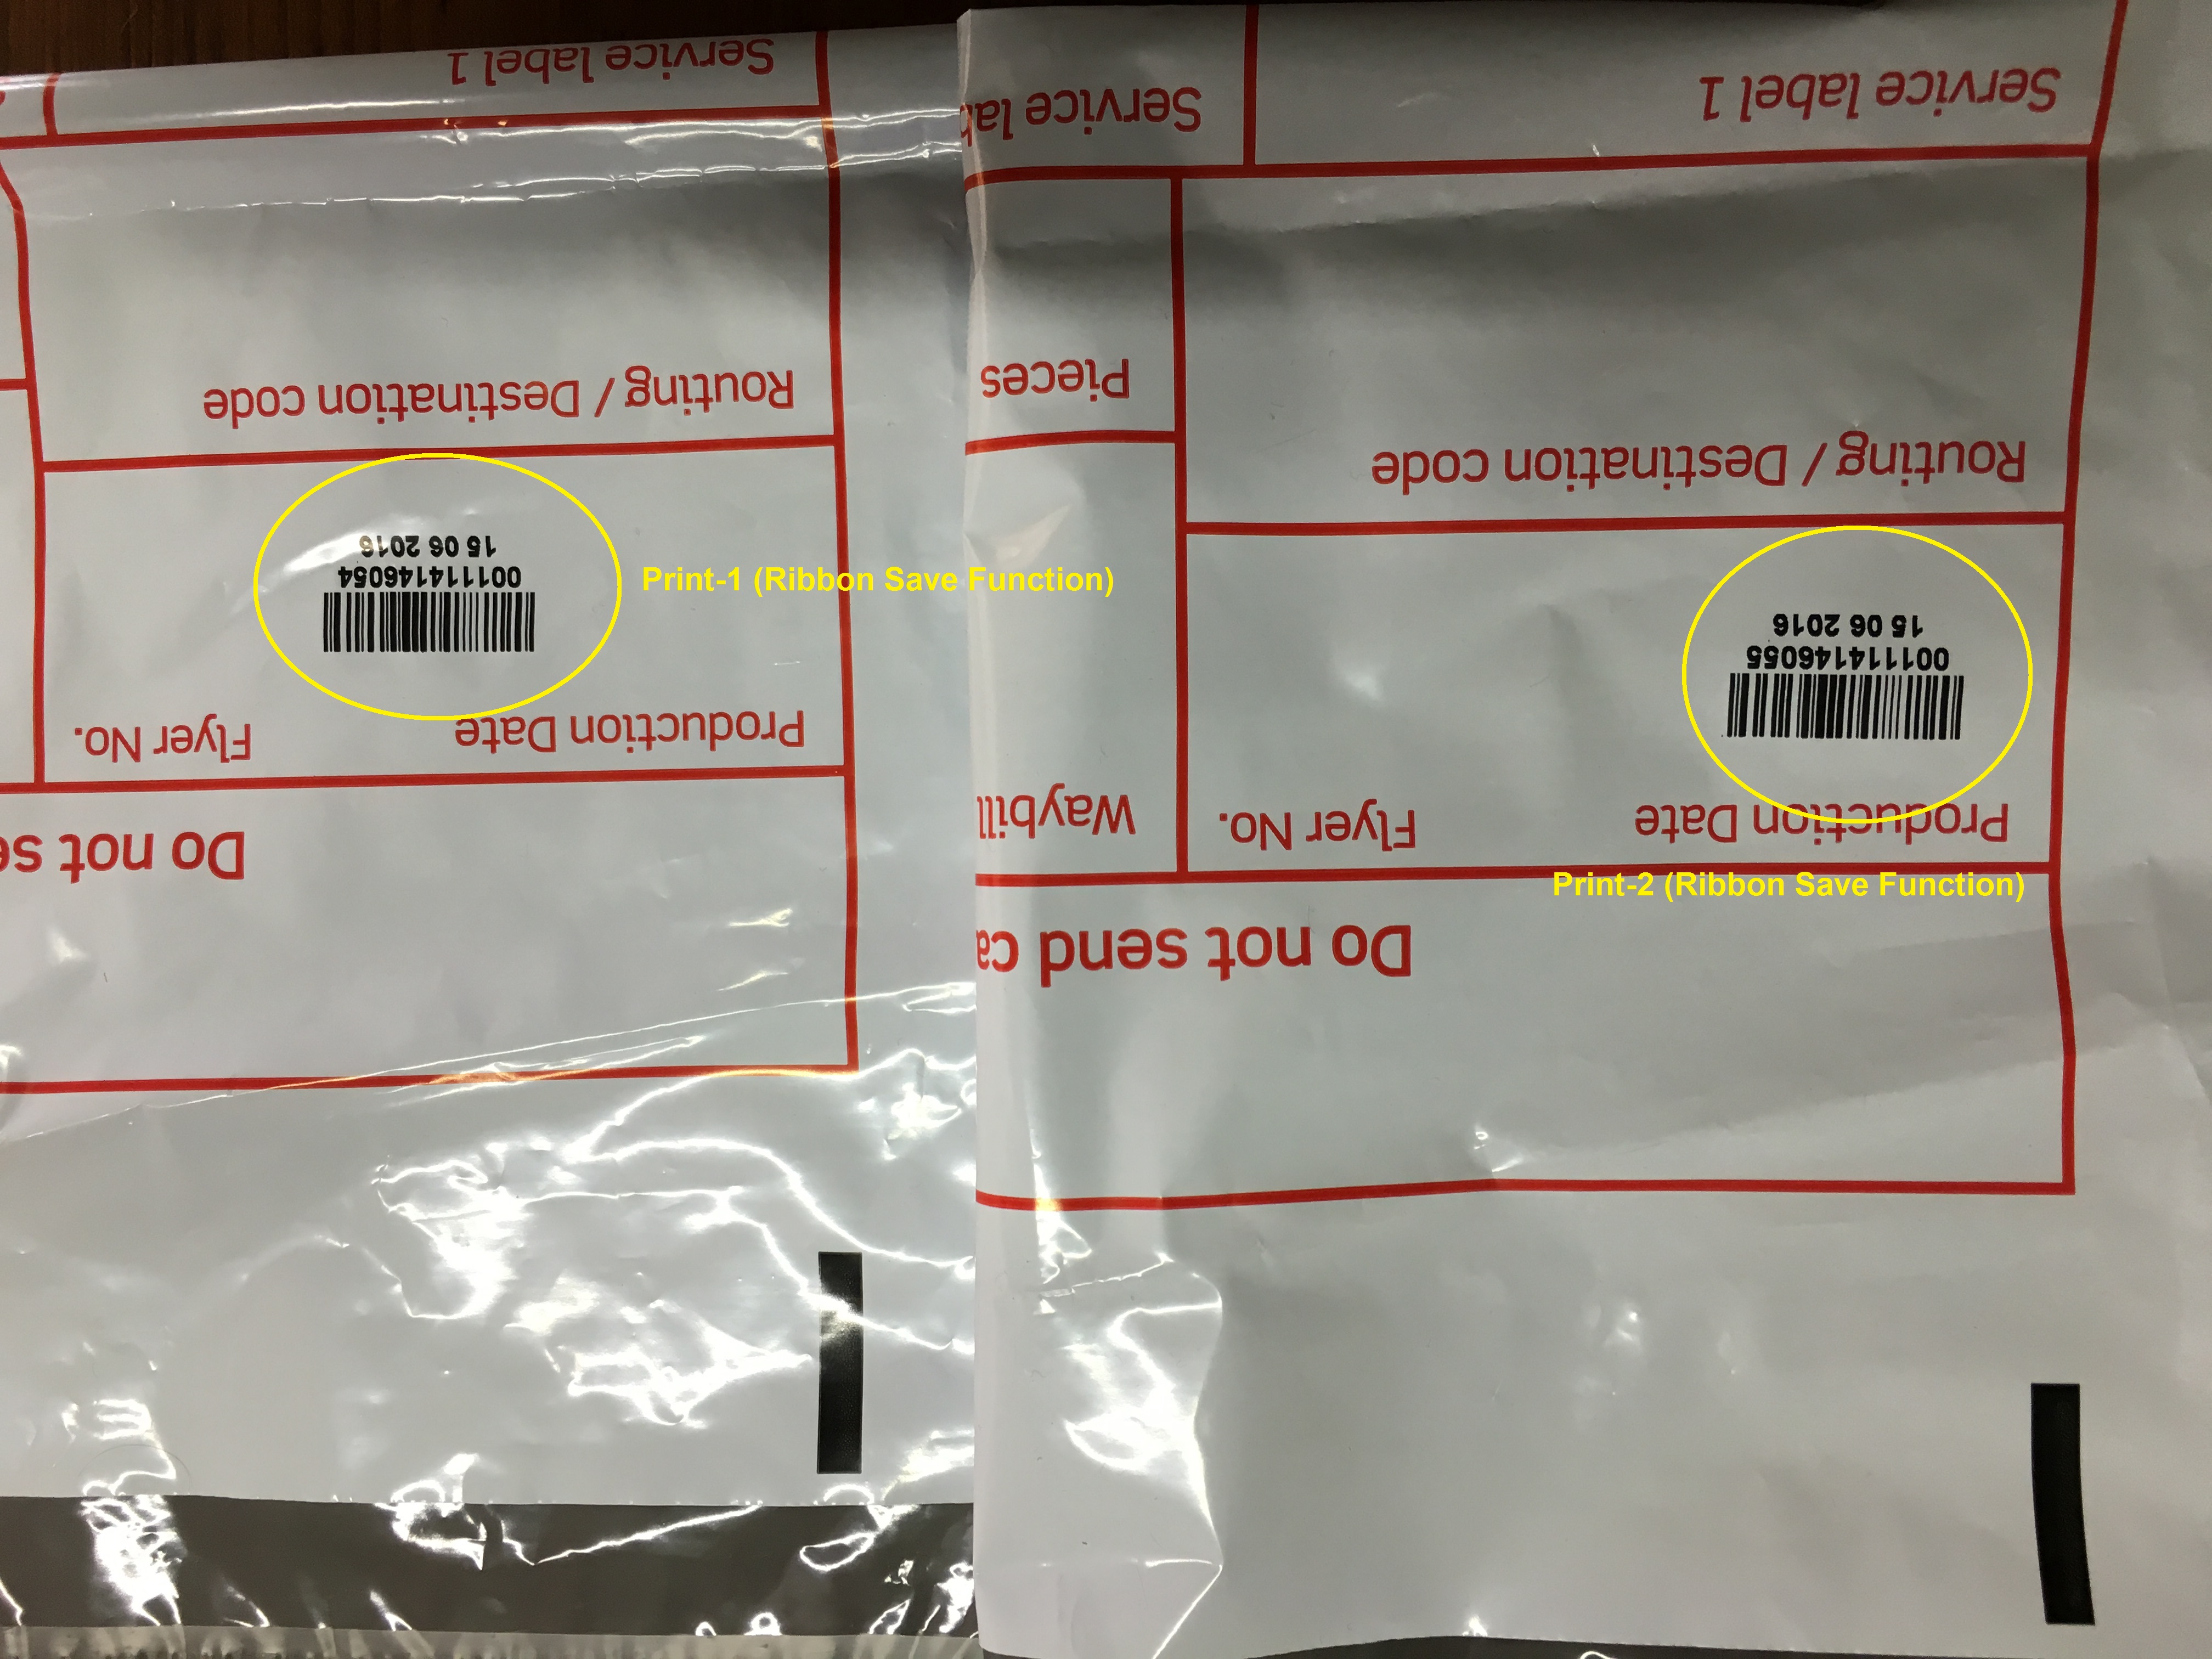 Service label 1
Routing / Destination code
15 06 2016
001114146054
Print-1 (Ribbon Save Function)
Production Date
Flyer No.
Do not se
Service label 1
Service lab
Pieces
Routing / Destination code
15 06 2016
001114146055
Production Date
Flyer No.
Waybill
Print-2 (Ribbon Save Function)
Do not send ca